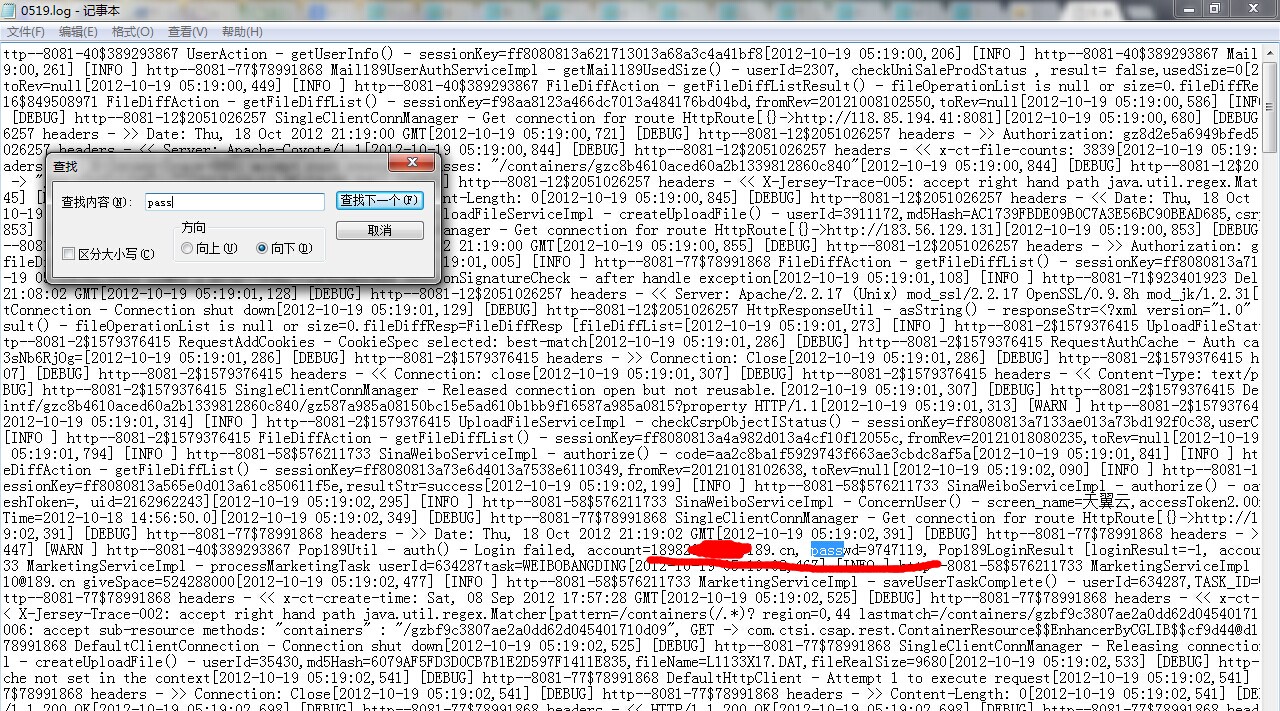 0519.log - 记事本
文件(F) 编辑(E) 格式(O) 查看(V) 帮助(H)
ttp--8081-40$389293867 UserAction - getUserInfo() - sessionKey=ff8080813a621713013a68a3c4a41bf8[2012-10-19 05:19:00,206] [INFO ] http--8081-40$389293867 Mail
9:00,261] [INFO ] http--8081-77$78991868 Mail189UserAuthServiceImpl - getMail189UsedSize() - userId=2307, checkUniSaleProdStatus , result= false,usedSize=0[2
toRev=null[2012-10-19 05:19:00,449] [INFO ] http--8081-40$389293867 FileDiffAction - getFileDiffListResult() - fileOperationList is null or size=0.fileDiffRe
16$849508971 FileDiffAction - getFileDiffList() - sessionKey=f98aa8123a466dc7013a484176bd04bd,fromRev=20121008102550,toRev=null[2012-10-19 05:19:00,586] [INF
[DEBUG] http--8081-12$2051026257 SingleClientConnManager - Get connection for route HttpRoute[{}->http://118.85.194.41:8081][2012-10-19 05:19:00,680] [DEBUG]
6257 headers - >> Date: Thu, 18 Oct 2012 21:19:00 GMT[2012-10-19 05:19:00,721] [DEBUG] http--8081-12$2051026257 headers - >> Authorization: gz8d2e5a6949bfed5
026257 headers - << Server: Apache-Coyote/1.1[2012-10-19 05:19:00,844] [DEBUG] http--8081-12$2051026257 headers - << x-ct-file-counts: 3839[2012-10-19 05:19:
esses: "/containers/gzc8b4610aced60a2b1339812860c840"[2012-10-19 05:19:00,844] [DEBUG] http--8081-12$20
2051026257 headers - << X-Jersey-Trace-005: accept right hand path java.util.regex.Mat
45] [DEB
tent-Length: 0[2012-10-19 05:19:00,845] [DEBUG] http--8081-12$2051026257 headers - << Date: Thu, 18 Oct
loadFileServiceImpl - createUploadFile() - userId=3911172,md5Hash=AC1739FBDE09B0C7A3E56BC90BEAD685,csr
853]
er - Get connection for route HttpRoute[{}->http://183.56.129.131][2012-10-19 05:19:00,853] [DEBUG] ht
21:19:00 GMT[2012-10-19 05:19:00,855] [DEBUG] http--8081-12$2051026257 headers - >> Authorization: g
fileDi
1,005] [INFO ] http--8081-77$78991868 FileDiffAction - getFileDiffList() - sessionKey=ff8080813a71
onSignatureCheck - after handle exception[2012-10-19 05:19:01,108] [INFO ] http--8081-71$923401923 Del
查找
查找内容(N):
pass
查找下一个(F)
取消
方向
向上(U)
向下(D)
区分大小写(C)
21:08:02 GMT[2012-10-19 05:19:01,128] [DEBUG] http--8081-12$2051026257 headers - << Server: Apache/2.2.17 (Unix) mod_ssl/2.2.17 OpenSSL/0.9.8h mod_jk/1.2.31[
tConnection - Connection shut down[2012-10-19 05:19:01,129] [DEBUG] http--8081-12$2051026257 HttpResponseUtil - asString() - responseStr=<?xml version="1.0"
sult() - fileOperationList is null or size=0.fileDiffResp=FileDiffResp [fileDiffList=[2012-10-19 05:19:01,273] [INFO ] http--8081-2$1579376415 UploadFileStat
tp--8081-2$1579376415 RequestAddCookies - CookieSpec selected: best-match[2012-10-19 05:19:01,286] [DEBUG] http--8081-2$1579376415 RequestAuthCache - Auth ca
3sNb6RjOg=[2012-10-19 05:19:01,286] [DEBUG] http--8081-2$1579376415 headers - >> Connection: Close[2012-10-19 05:19:01,286] [DEBUG] http--8081-2$1579376415 h
07] [DEBUG] http--8081-2$1579376415 headers - << Connection: close[2012-10-19 05:19:01,307] [DEBUG] http--8081-2$1579376415 headers - << Content-Type: text/p
BUG] http--8081-2$1579376415 SingleClientConnManager - Released connection open but not reusable.[2012-10-19 05:19:01,307] [DEBUG] http--8081-2$1579376415 De
intf/gzc8b4610aced60a2b1339812860c840/gz587a985a08150bc15e5ad610b1bb9f16587a985a0815?property HTTP/1.1[2012-10-19 05:19:01,313] [WARN ] http--8081-2$15793764
2012-10-19 05:19:01,314] [INFO ] http--8081-2$1579376415 UploadFileServiceImpl - checkCsrpObjectIStatus() - sessionKey=ff8080813a7133ae013a73bd192f0c38,userC
[INFO ] http--8081-2$1579376415 FileDiffAction - getFileDiffList() - sessionKey=ff8080813a4a982d013a4cf10f12055c,fromRev=20121018080235,toRev=null[2012-10-19
05:19:01,794] [INFO ] http--8081-58$576211733 SinaWeiboServiceImpl - authorize() - code=aa2c8ba1f5929743f663ae3cbdc8af5a[2012-10-19 05:19:01,841] [INFO ] ht
eDiffAction - getFileDiffList() - sessionKey=ff8080813a73e6d4013a7538e6110349,fromRev=20121018102638,toRev=null[2012-10-19 05:19:02,090] [INFO ] http--8081-1
essionKey=ff8080813a565e0d013a61c850611f5e,resultStr=success[2012-10-19 05:19:02,199] [INFO ] http--8081-58$576211733 SinaWeiboServiceImpl - authorize() - oa
eshToken=, uid=2162962243][2012-10-19 05:19:02,295] [INFO ] http--8081-58$576211733 SinaWeiboServiceImpl - ConcernUser() - screen_name=天翼云,accessToken2.00
Time=2012-10-18 14:56:50.0][2012-10-19 05:19:02,349] [DEBUG] http--8081-77$78991868 SingleClientConnManager - Get connection for route HttpRoute[{}->http://1
9:02,391] [DEBUG] http--8081-77$78991868 headers - >> Date: Thu, 18 Oct 2012 21:19:02 GMT[2012-10-19 05:19:02,391] [DEBUG] http--8081-77$78991868 headers - >
447] [WARN ] http--8081-40$389293867 Pop189Util - auth() - Login failed, account=18982 189.cn, passwd=9747119, Pop189LoginResult [loginResult=-1, accou
38 MarketingServiceImpl - processMarketingTask userId=634287task=WEIBOBANGDING[2012-10-19 05:19:02,467] [INFO ] http--8081-58$576211733 MarketingServiceImpl
10@189.cn giveSpace=524288000[2012-10-19 05:19:02,477] [INFO ] http--8081-58$576211733 MarketingServiceImpl - saveUserTaskComplete() - userId=634287,TASK_ID=
ttp--8081-77$78991868 headers - << x-ct-create-time: Sat, 08 Sep 2012 17:57:28 GMT[2012-10-19 05:19:02,525] [DEBUG] http--8081-77$78991868 headers - << x-ct-
< X-Jersey-Trace-002: accept right hand path java.util.regex.Matcher[pattern=/containers(/.*)? region=0,44 lastmatch=/containers/gzbf9c3807ae2a0dd62d04540171
006: accept sub-resource methods: "containers" : "/gzbf9c3807ae2a0dd62d045401710d09", GET -> com.ctsi.csap.rest.ContainerResource$$EnhancerByCGLIB$$cf9d44@d1
78991868 DefaultClientConnection - Connection shut down[2012-10-19 05:19:02,525] [DEBUG] http--8081-77$78991868 SingleClientConnManager - Releasing connectio
l - createUploadFile() - userId=35430,md5Hash=6079AF5FD3D0CB7B1E2D597F1411E835,fileName=L1133X17.DAT,fileRealSize=9680[2012-10-19 05:19:02,533] [DEBUG] http-
che not set in the context[2012-10-19 05:19:02,541] [DEBUG] http--8081-77$78991868 DefaultHttpClient - Attempt 1 to execute request[2012-10-19 05:19:02,541]
7$78991868 headers - >> Connection: Close[2012-10-19 05:19:02,541] [DEBUG] http--8081-77$78991868 headers - >> Content-Length: 0[2012-10-19 05:19:02,541] [DE